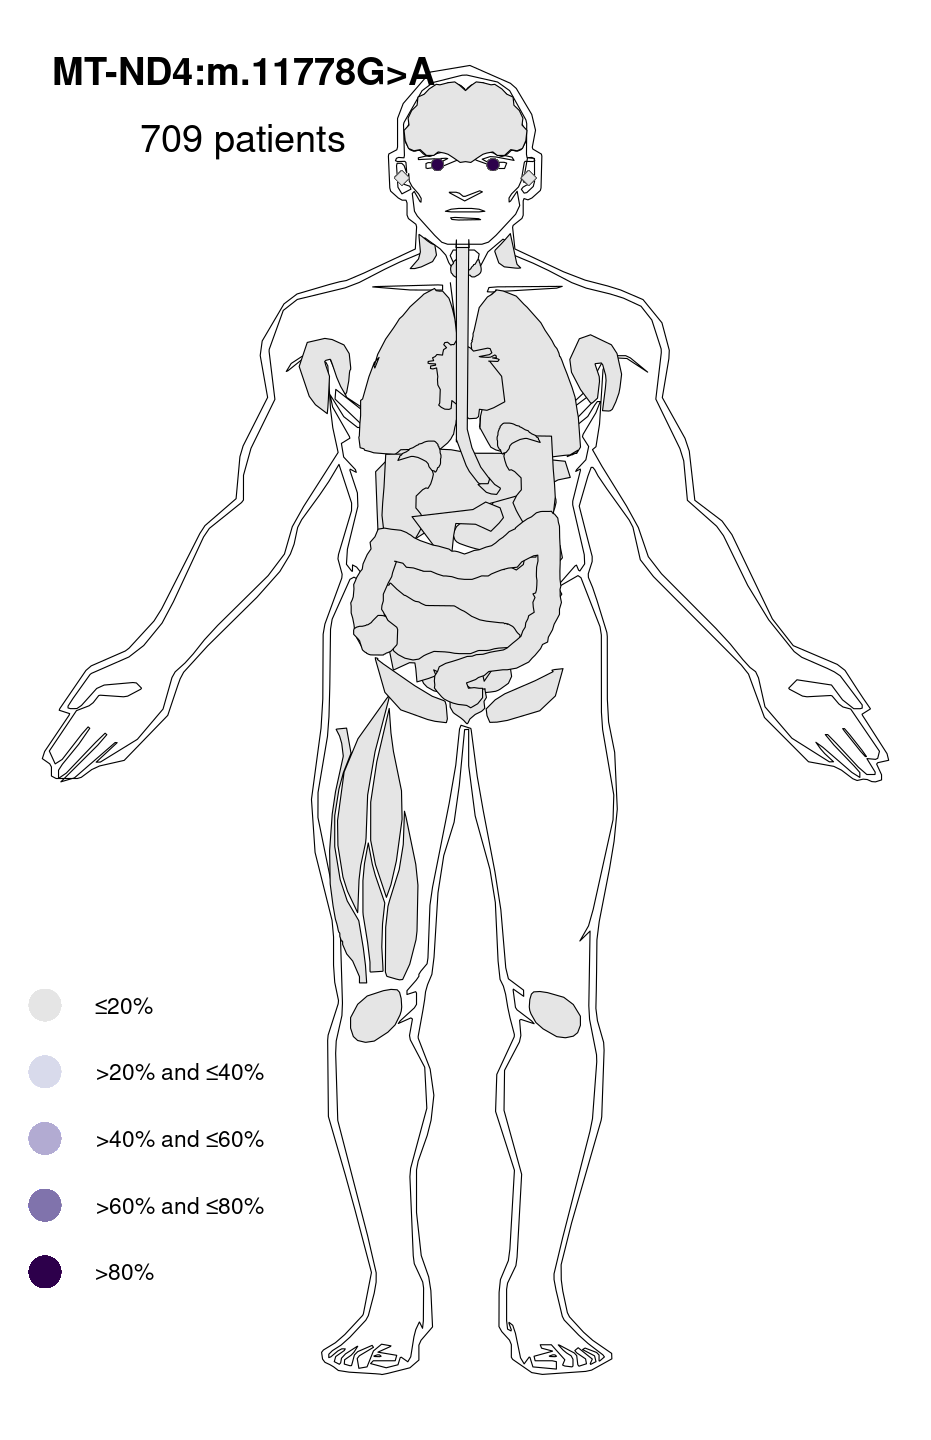 MT-ND4:m.11778G>A
709 patients
≤20%
>20% and ≤40%
>40% and ≤60%
>60% and ≤80%
>80%